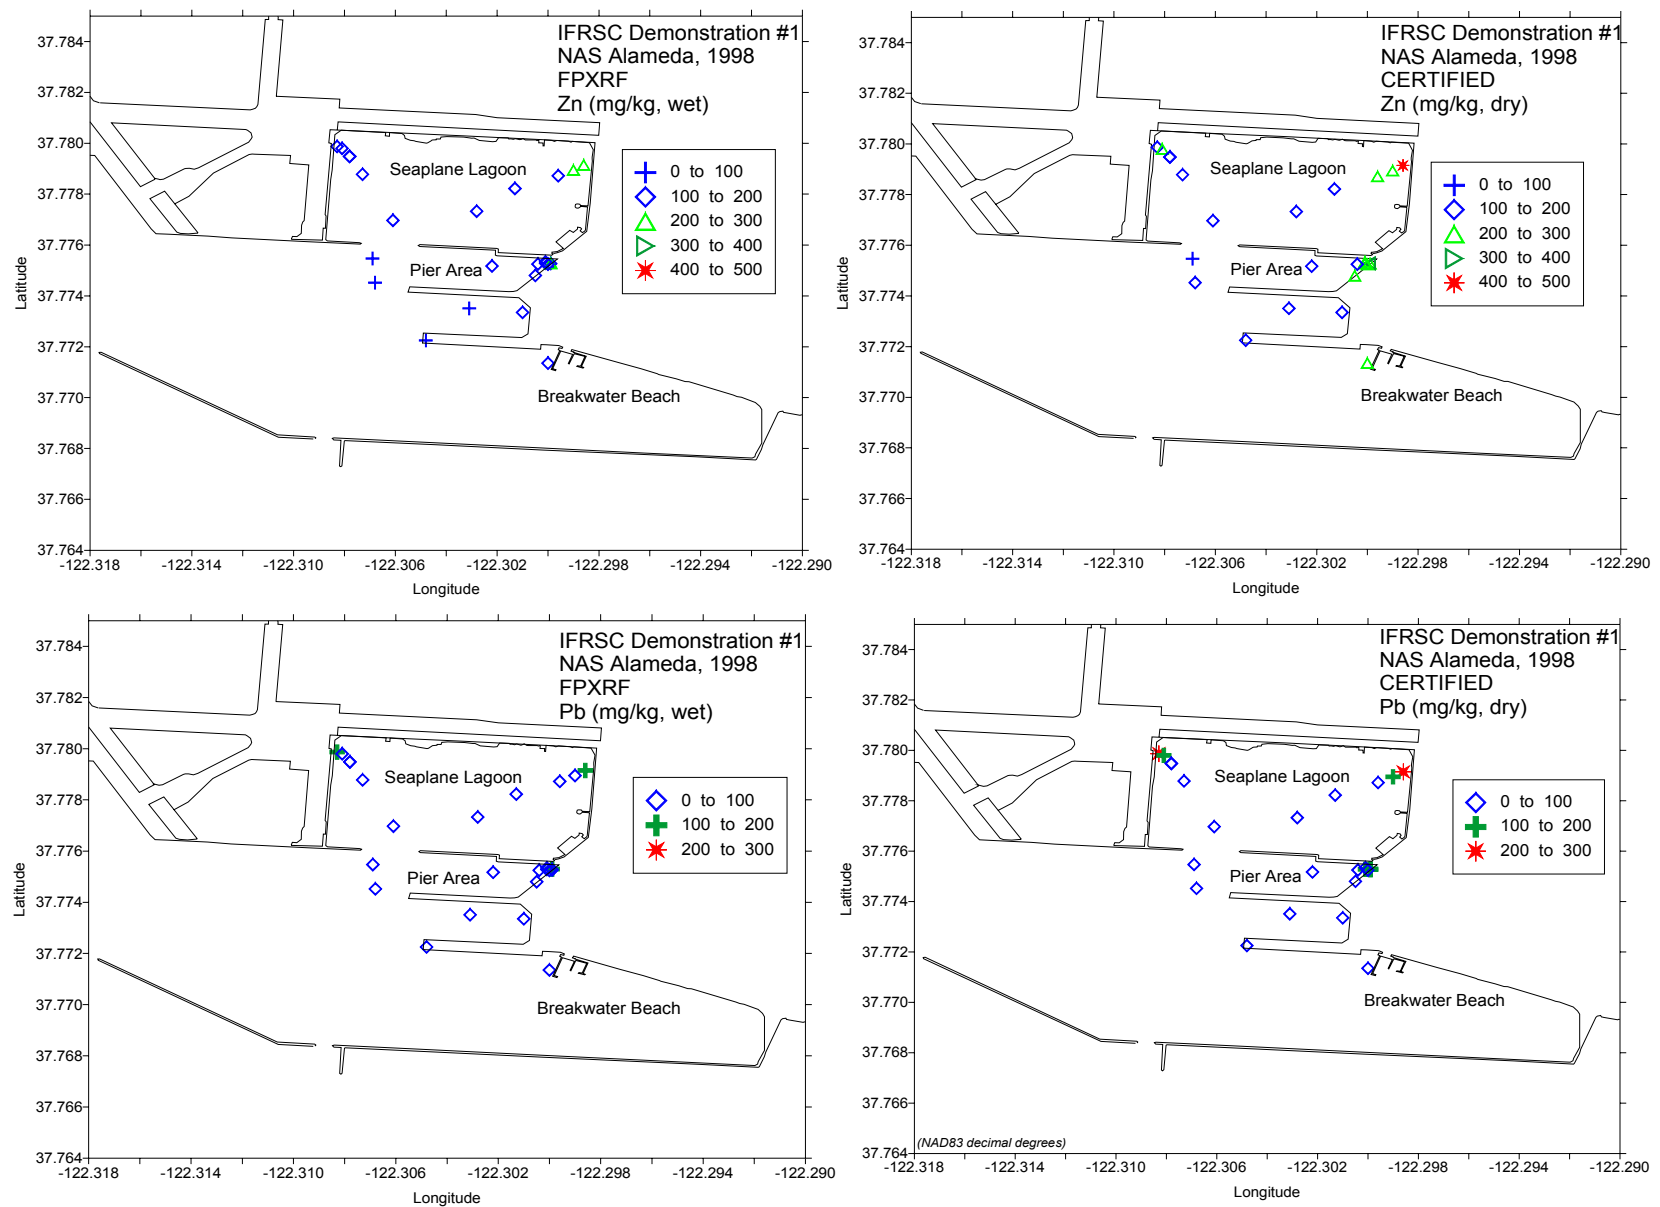 IFRSC Demonstration #1
NAS Alameda, 1998
FPXRF
Zn (mg/kg, wet)
37.784
37.782
37.780
37.778
37.776
37.774
37.772
37.770
37.768
37.766
37.764
Latitude
Seaplane Lagoon
Pier Area
Breakwater Beach
0 to 100
100 to 200
200 to 300
300 to 400
400 to 500
-122.318 -122.314 -122.310 -122.306 -122.302 -122.298 -122.294 -122.290
Longitude
IFRSC Demonstration #1
NAS Alameda, 1998
CERTIFIED
Zn (mg/kg, dry)
37.784
37.782
37.780
37.778
37.776
37.774
37.772
37.770
37.768
37.766
37.764
Latitude
Seaplane Lagoon
Pier Area
Breakwater Beach
0 to 100
100 to 200
200 to 300
300 to 400
400 to 500
-122.318 -122.314 -122.310 -122.306 -122.302 -122.298 -122.294 -122.290
Longitude
IFRSC Demonstration #1
NAS Alameda, 1998
FPXRF
Pb (mg/kg, wet)
37.784
37.782
37.780
37.778
37.776
37.774
37.772
37.770
37.768
37.766
37.764
Latitude
Seaplane Lagoon
Pier Area
Breakwater Beach
0 to 100
100 to 200
200 to 300
-122.318 -122.314 -122.310 -122.306 -122.302 -122.298 -122.294 -122.290
Longitude
IFRSC Demonstration #1
NAS Alameda, 1998
CERTIFIED
Pb (mg/kg, dry)
37.784
37.782
37.780
37.778
37.776
37.774
37.772
37.770
37.768
37.766
37.764
Latitude
Seaplane Lagoon
Pier Area
Breakwater Beach
0 to 100
100 to 200
200 to 300
(NAD83 decimal degrees)
-122.318 -122.314 -122.310 -122.306 -122.302 -122.298 -122.294 -122.290
Longitude